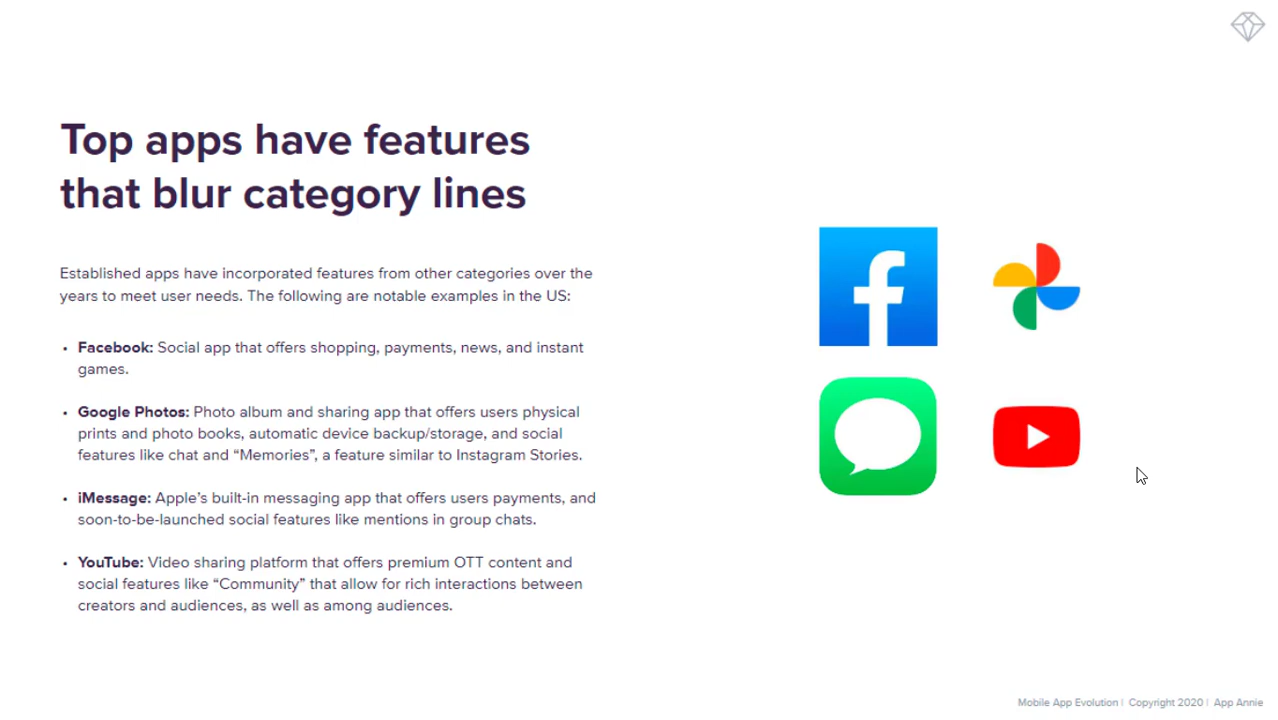 Top apps have features
that blur category lines
Established apps have incorporated features from other categories over the
years to meet user needs. The following are notable examples in the US:
• Facebook: Social app that offers shopping, payments, news, and instant
games.
• Google Photos: Photo album and sharing app that offers users physical
prints and photo books, automatic device backup/storage, and social
features like chat and “Memories”, a feature similar to Instagram Stories.
• iMessage: Apple’s built-in messaging app that offers users payments, and
soon-to-be-launched social features like mentions in group chats.
• YouTube: Video sharing platform that offers premium OTT content and
social features like “Community” that allow for rich interactions between
creators and audiences, as well as among audiences.
Mobile App Evolution | Copyright 2020 | App Annie